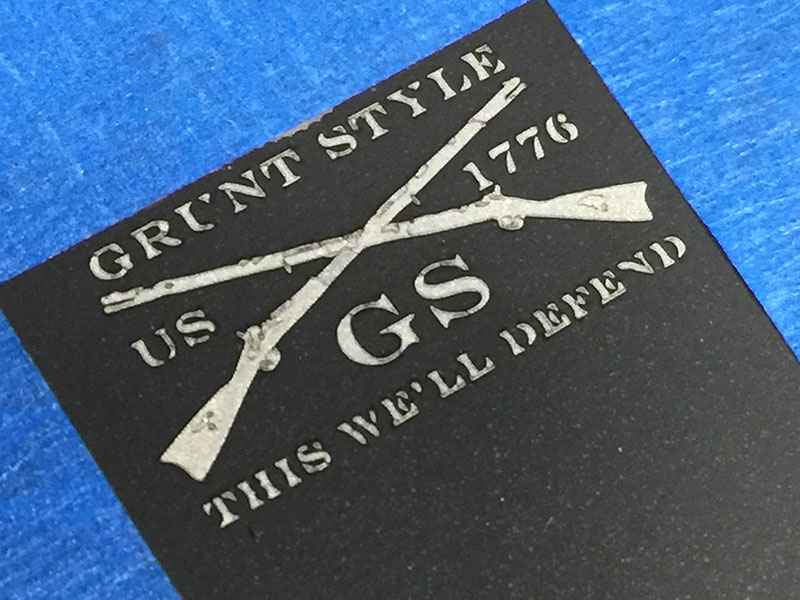 GRUNT STYLE
1776
US
GS
THIS WE'LL DEFEND